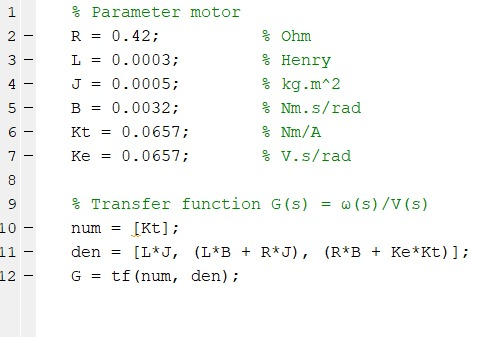 1 % Parameter motor
2 – R = 0.42; % Ohm
3 – L = 0.0003; % Henry
4 – J = 0.0005; % kg.m^2
5 – B = 0.0032; % Nm.s/rad
6 – Kt = 0.0657; % Nm/A
7 – Ke = 0.0657; % V.s/rad
8
9 % Transfer function G(s) = ω(s)/V(s)
10 – num = [Kt];
11 – den = [L*J, (L*B + R*J), (R*B + Ke*Kt)];
12 – G = tf(num, den);